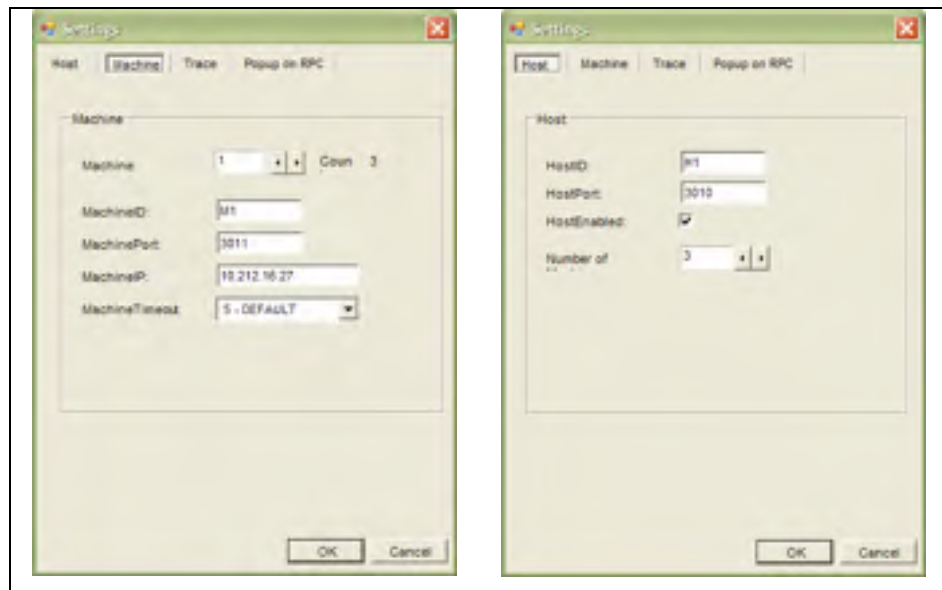 Settings
Host Machine Trace Popup on RPC
Machine
Machine 1 Coun 3
MachineID: M1
MachinePort: 3011
MachineIP: 10.212.16.27
MachineTimeout 5 - DEFAULT
OK Cancel
Settings
Host Machine Trace Popup on RPC
Host
HostID: H1
HostPort: 3010
HostEnabled:
Number of 3
OK Cancel